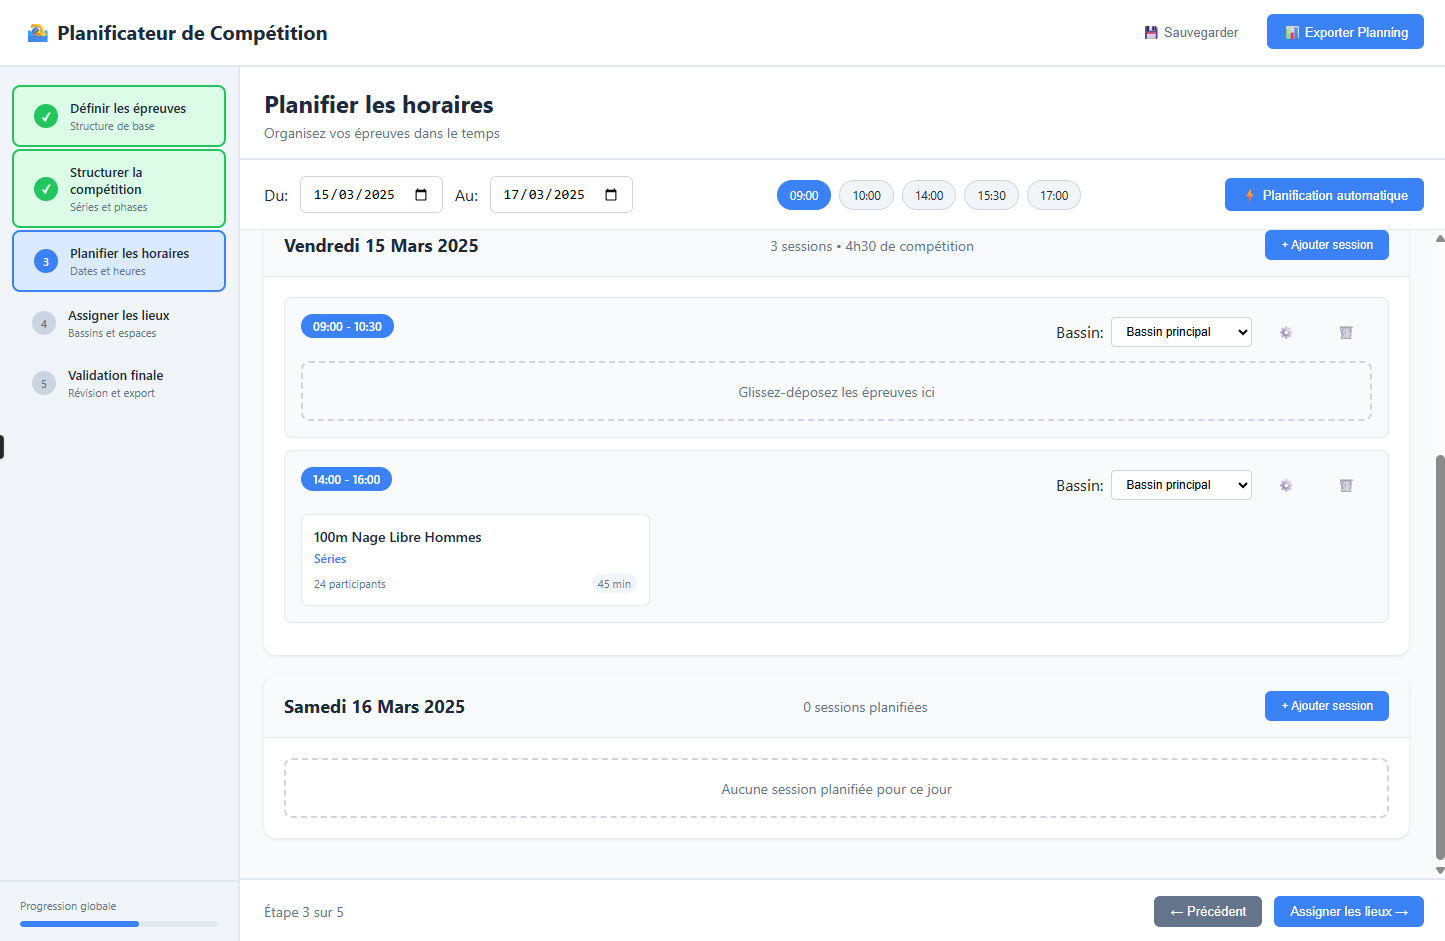 Planificateur de Compétition
Sauvegarder
Exporter Planning
Définir les épreuves
Structure de base
Structurer la
compétition
Séries et phases
3
Planifier les horaires
Dates et heures
4
Assigner les lieux
Bassins et espaces
5
Validation finale
Révision et export
Progression globale
Planifier les horaires
Organisez vos épreuves dans le temps
Du: 15/03/2025 Au: 17/03/2025
09:00 10:00 14:00 15:30 17:00
Planification automatique
Vendredi 15 Mars 2025
3 sessions • 4h30 de compétition
+ Ajouter session
09:00 - 10:30
Bassin: Bassin principal
Glissez-déposez les épreuves ici
14:00 - 16:00
Bassin: Bassin principal
100m Nage Libre Hommes
Séries
24 participants
45 min
Samedi 16 Mars 2025
0 sessions planifiées
+ Ajouter session
Aucune session planifiée pour ce jour
Étape 3 sur 5
← Précédent
Assigner les lieux →